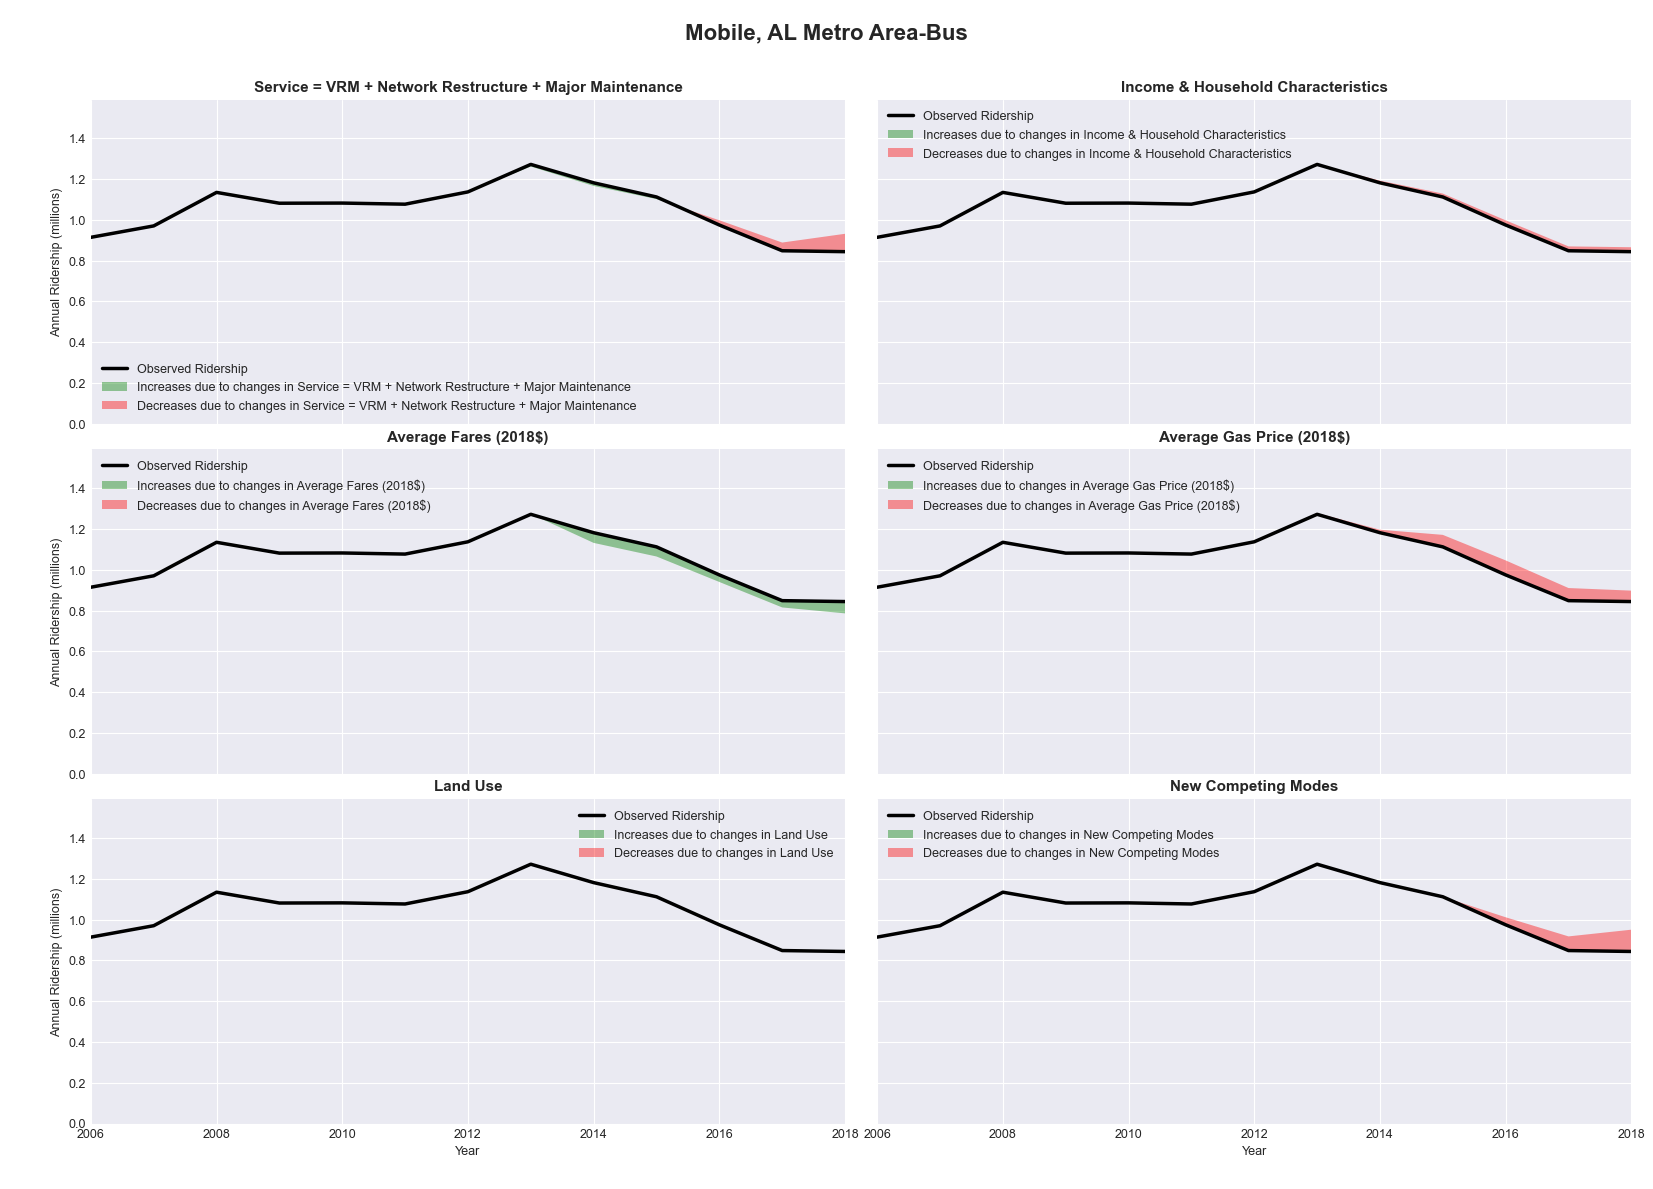 Mobile, AL Metro Area-Bus
Service = VRM + Network Restructure + Major Maintenance
Annual Ridership (millions)
1.4
1.2
1.0
0.8
0.6
0.4
0.2
0.0
Observed Ridership
Increases due to changes in Service = VRM + Network Restructure + Major Maintenance
Decreases due to changes in Service = VRM + Network Restructure + Major Maintenance
Income & Household Characteristics
Observed Ridership
Increases due to changes in Income & Household Characteristics
Decreases due to changes in Income & Household Characteristics
Average Fares (2018$)
Annual Ridership (millions)
1.4
1.2
1.0
0.8
0.6
0.4
0.2
0.0
Observed Ridership
Increases due to changes in Average Fares (2018$)
Decreases due to changes in Average Fares (2018$)
Average Gas Price (2018$)
Observed Ridership
Increases due to changes in Average Gas Price (2018$)
Decreases due to changes in Average Gas Price (2018$)
Land Use
Annual Ridership (millions)
1.4
1.2
1.0
0.8
0.6
0.4
0.2
0.0
Observed Ridership
Increases due to changes in Land Use
Decreases due to changes in Land Use
2006 2008 2010 2012 2014 2016 2018
Year
New Competing Modes
Observed Ridership
Increases due to changes in New Competing Modes
Decreases due to changes in New Competing Modes
2006 2008 2010 2012 2014 2016 2018
Year